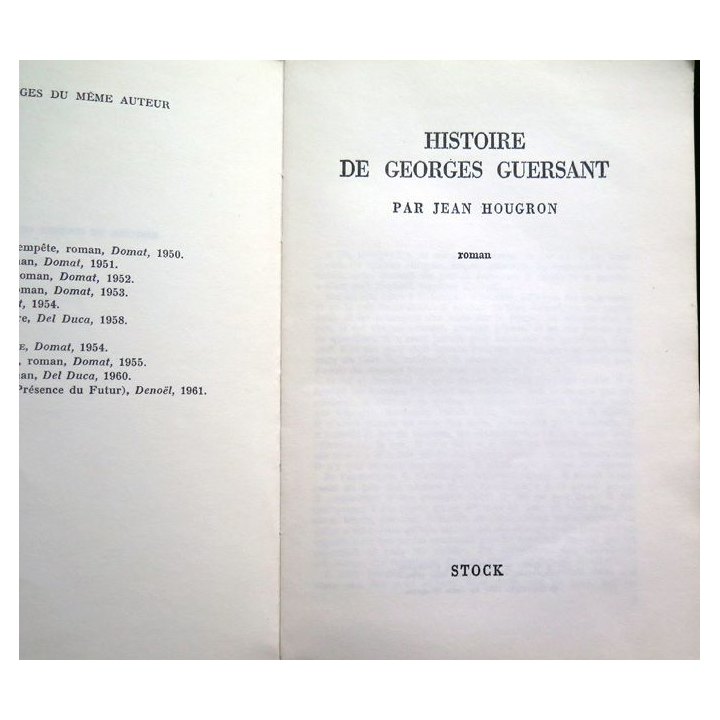 GES DU MÊME AUTEUR
empête, roman, Domat, 1950.
an, Domat, 1951.
oman, Domat, 1952.
oman, Domat, 1953.
t, 1954.
re, Del Duca, 1958.
E, Domat, 1954.
, roman, Domat, 1955.
an, Del Duca, 1960.
Présence du Futur), Denoël, 1961.
HISTOIRE
DE GEORGES GUERSANT
PAR JEAN HOUGRON
roman
STOCK